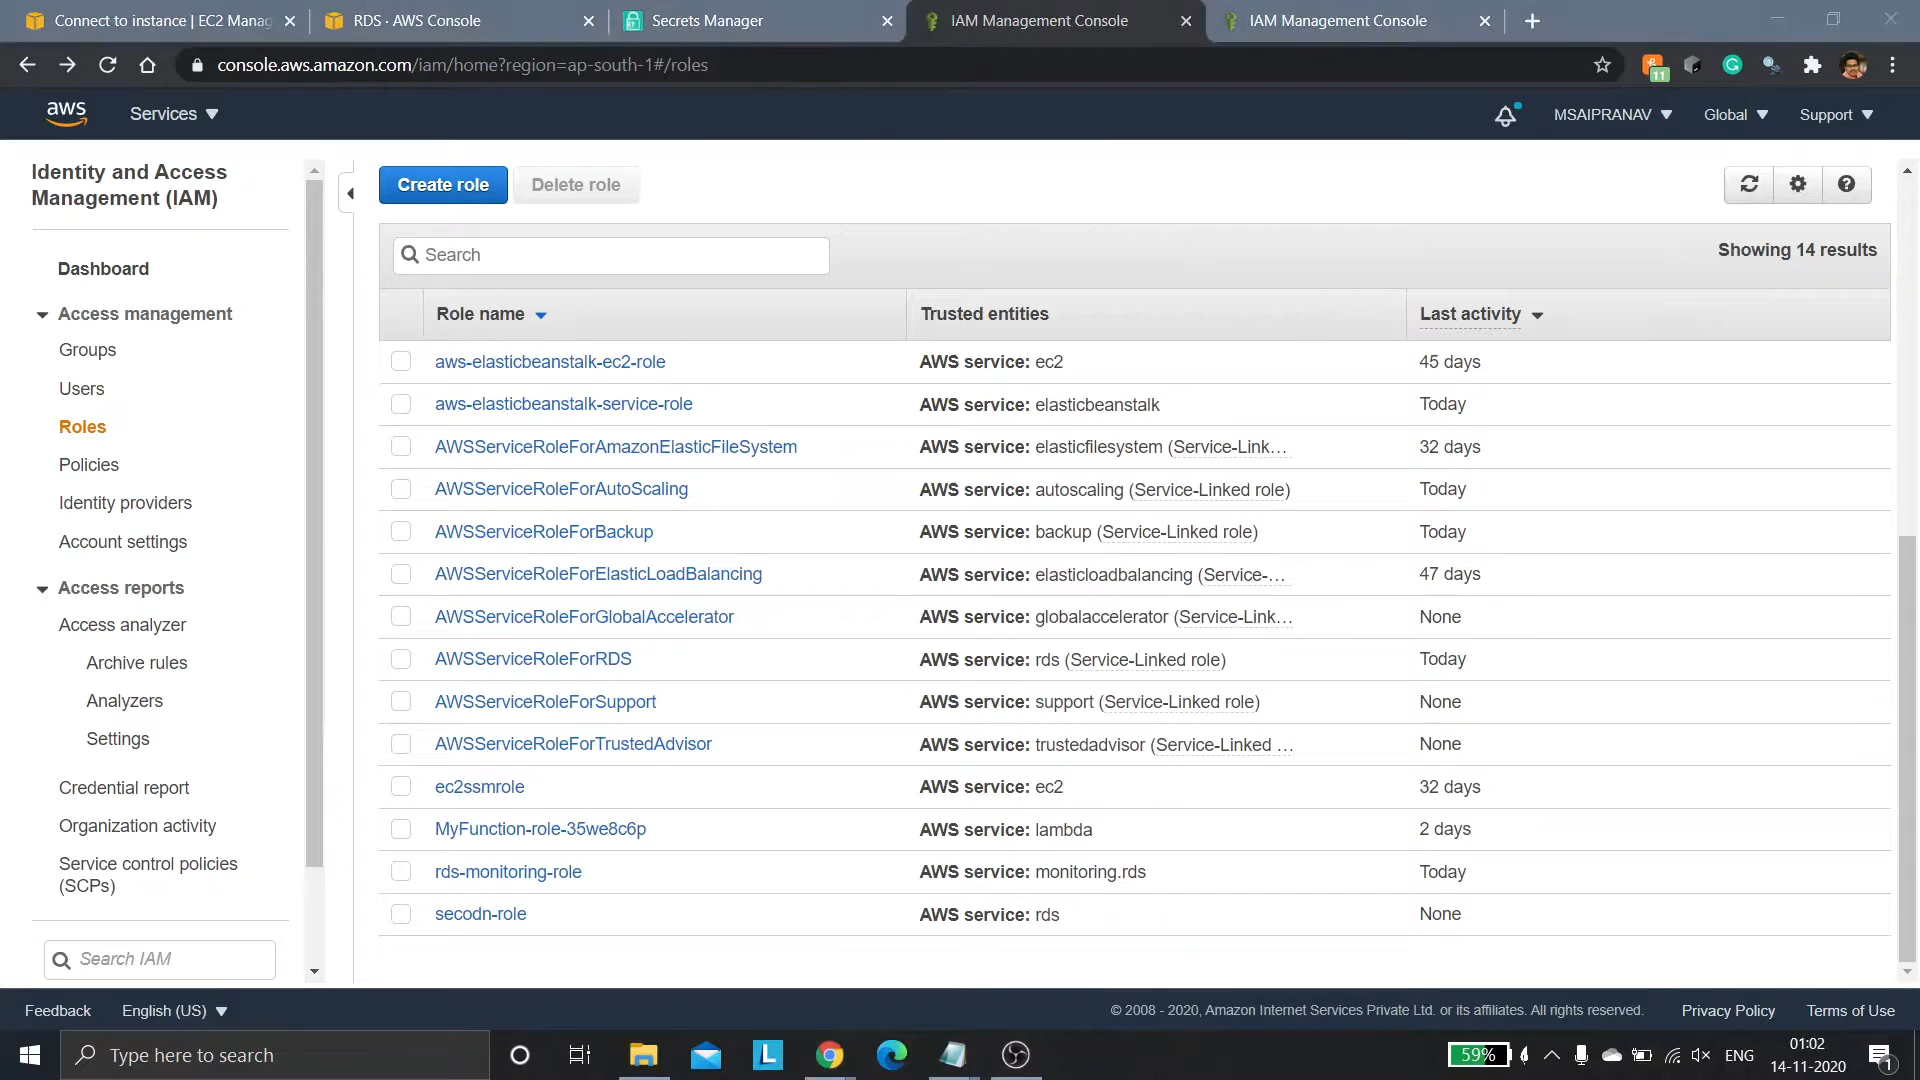 Connect to instance | EC2 Manag
RDS · AWS Console
Secrets Manager
IAM Management Console
IAM Management Console
console.aws.amazon.com/iam/home?region=ap-south-1#/roles
11
aws
Services
MSAIPRANAV
Global
Support
Identity and Access
Management (IAM)
Dashboard
Access management
Groups
Users
Roles
Policies
Identity providers
Account settings
Access reports
Access analyzer
Archive rules
Analyzers
Settings
Credential report
Organization activity
Service control policies
(SCPs)
Search IAM
Create role
Delete role
Search
Showing 14 results
Role name
Trusted entities
Last activity
aws-elasticbeanstalk-ec2-role
AWS service: ec2
45 days
aws-elasticbeanstalk-service-role
AWS service: elasticbeanstalk
Today
AWSServiceRoleForAmazonElasticFileSystem
AWS service: elasticfilesystem (Service-Link…
32 days
AWSServiceRoleForAutoScaling
AWS service: autoscaling (Service-Linked role)
Today
AWSServiceRoleForBackup
AWS service: backup (Service-Linked role)
Today
AWSServiceRoleForElasticLoadBalancing
AWS service: elasticloadbalancing (Service-…
47 days
AWSServiceRoleForGlobalAccelerator
AWS service: globalaccelerator (Service-Link…
None
AWSServiceRoleForRDS
AWS service: rds (Service-Linked role)
Today
AWSServiceRoleForSupport
AWS service: support (Service-Linked role)
None
AWSServiceRoleForTrustedAdvisor
AWS service: trustedadvisor (Service-Linked …
None
ec2ssmrole
AWS service: ec2
32 days
MyFunction-role-35we8c6p
AWS service: lambda
2 days
rds-monitoring-role
AWS service: monitoring.rds
Today
secodn-role
AWS service: rds
None
Feedback
English (US)
© 2008 - 2020, Amazon Internet Services Private Ltd. or its affiliates. All rights reserved.
Privacy Policy
Terms of Use
Type here to search
L
59%
ENG
01:02
14-11-2020
1